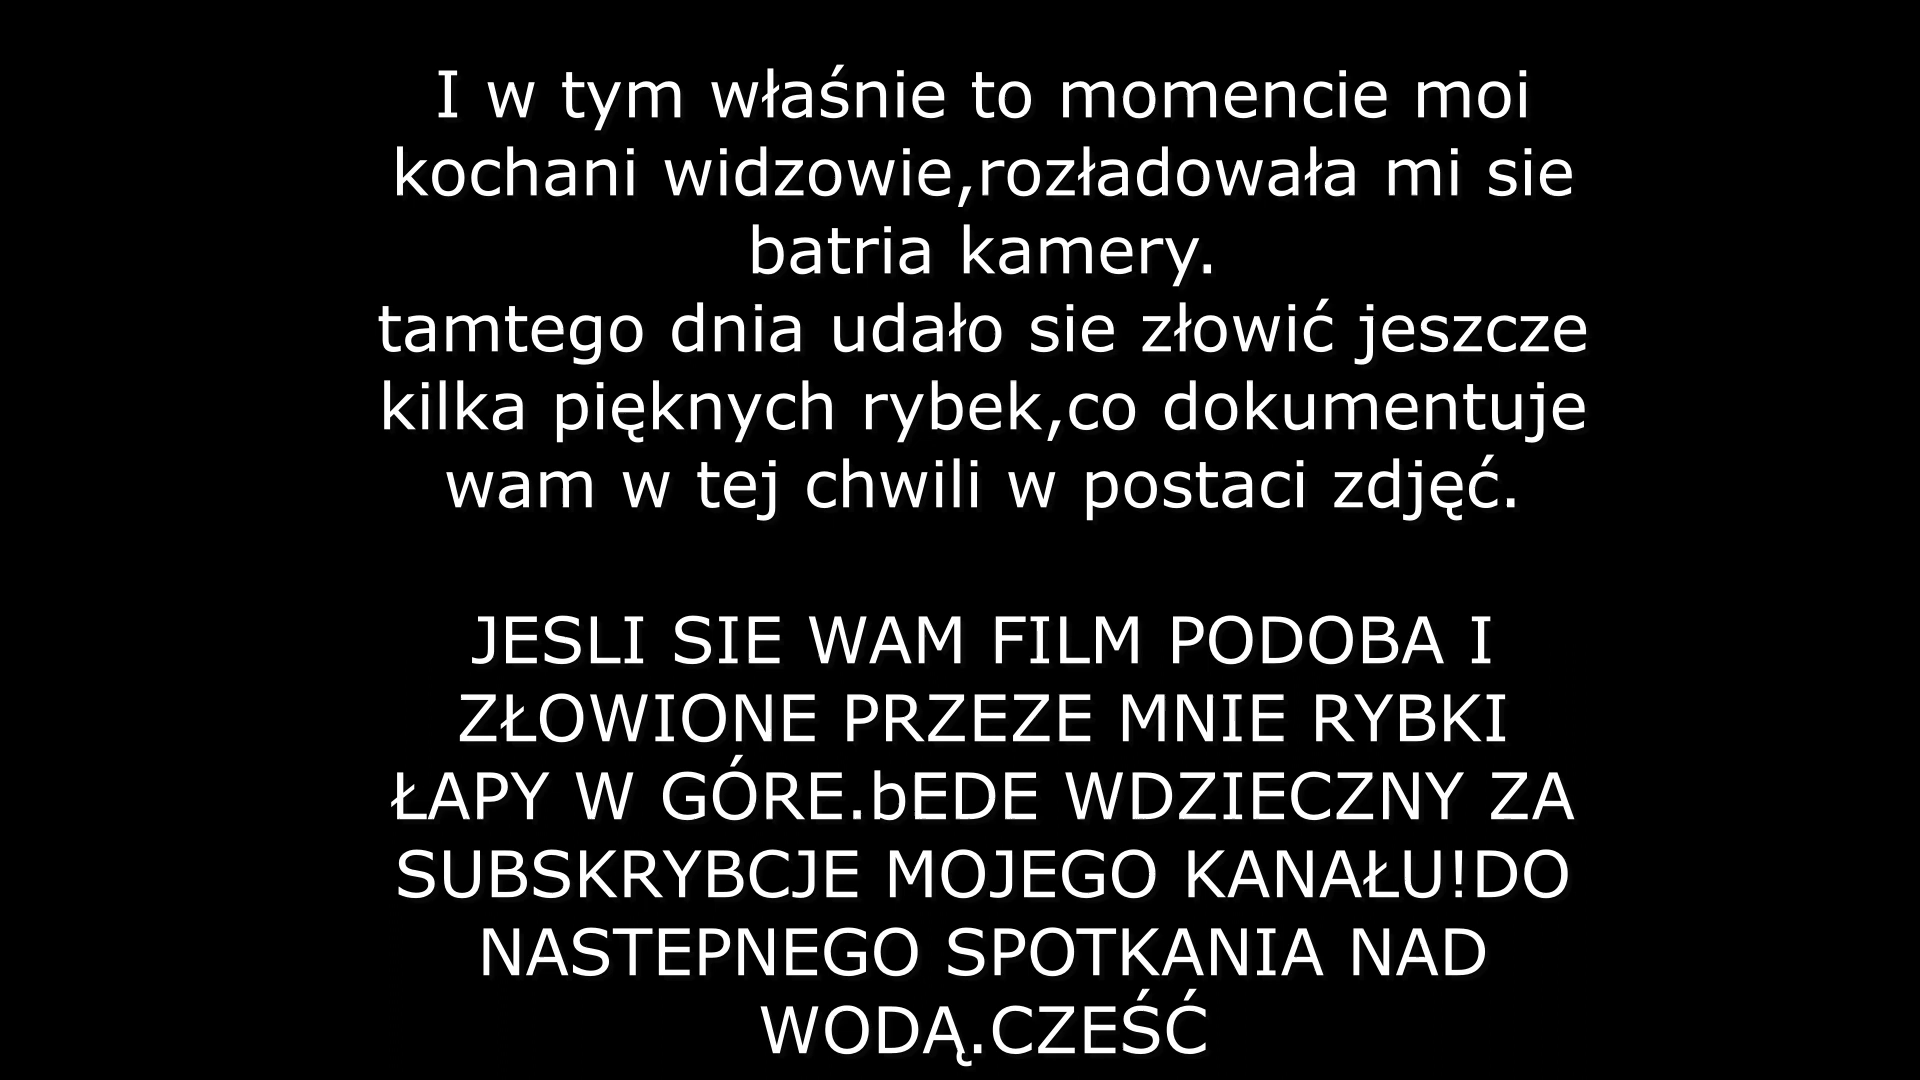 I w tym właśnie to momencie moi
kochani widzowie,rozładowała mi sie
batria kamery.
tamtego dnia udało sie złowić jeszcze
kilka pięknych rybek,co dokumentuje
wam w tej chwili w postaci zdjęć.
JESLI SIE WAM FILM PODOBA I
ZŁOWIONE PRZEZE MNIE RYBKI
ŁAPY W GÓRE.bEDE WDZIECZNY ZA
SUBSKRYBCJE MOJEGO KANAŁU!DO
NASTEPNEGO SPOTKANIA NAD
WODĄ.CZEŚĆ